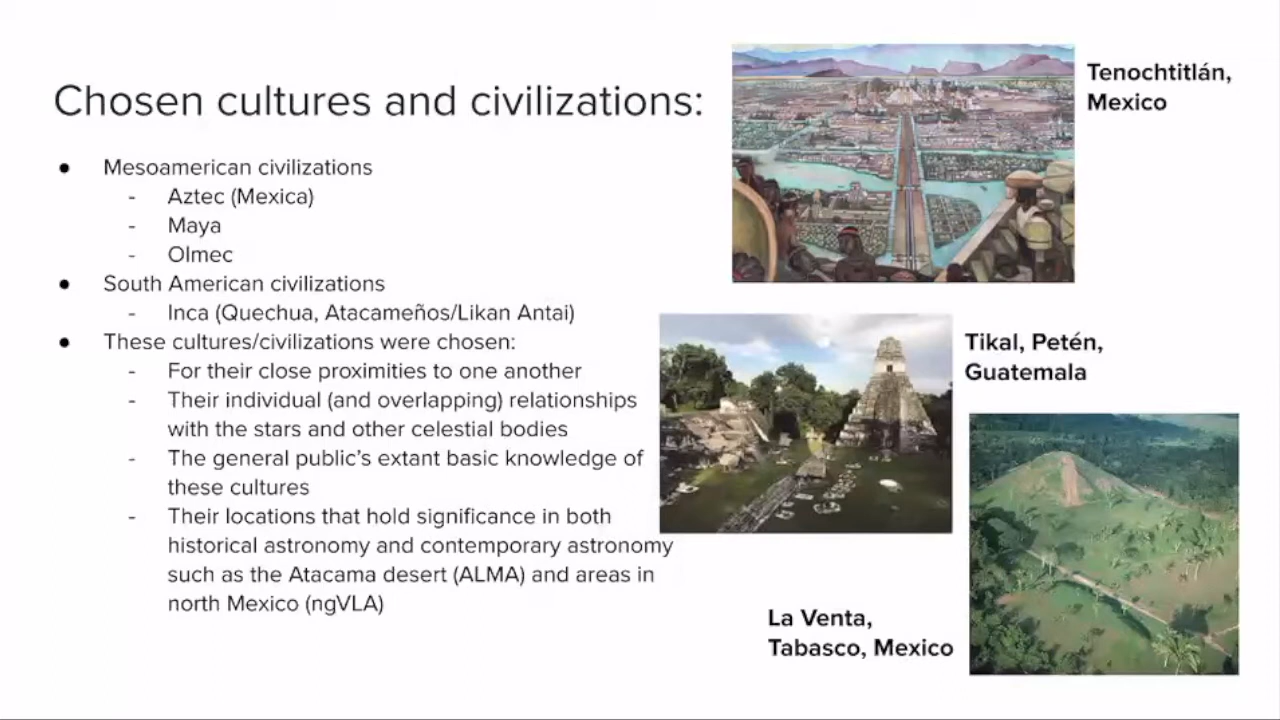 Chosen cultures and civilizations:
● Mesoamerican civilizations
- Aztec (Mexica)
- Maya
- Olmec
● South American civilizations
- Inca (Quechua, Atacameños/Likan Antai)
● These cultures/civilizations were chosen:
- For their close proximities to one another
- Their individual (and overlapping) relationships
with the stars and other celestial bodies
- The general public’s extant basic knowledge of
these cultures
- Their locations that hold significance in both
historical astronomy and contemporary astronomy
such as the Atacama desert (ALMA) and areas in
north Mexico (ngVLA)
Tenochtitlán,
Mexico
Tikal, Petén,
Guatemala
La Venta,
Tabasco, Mexico